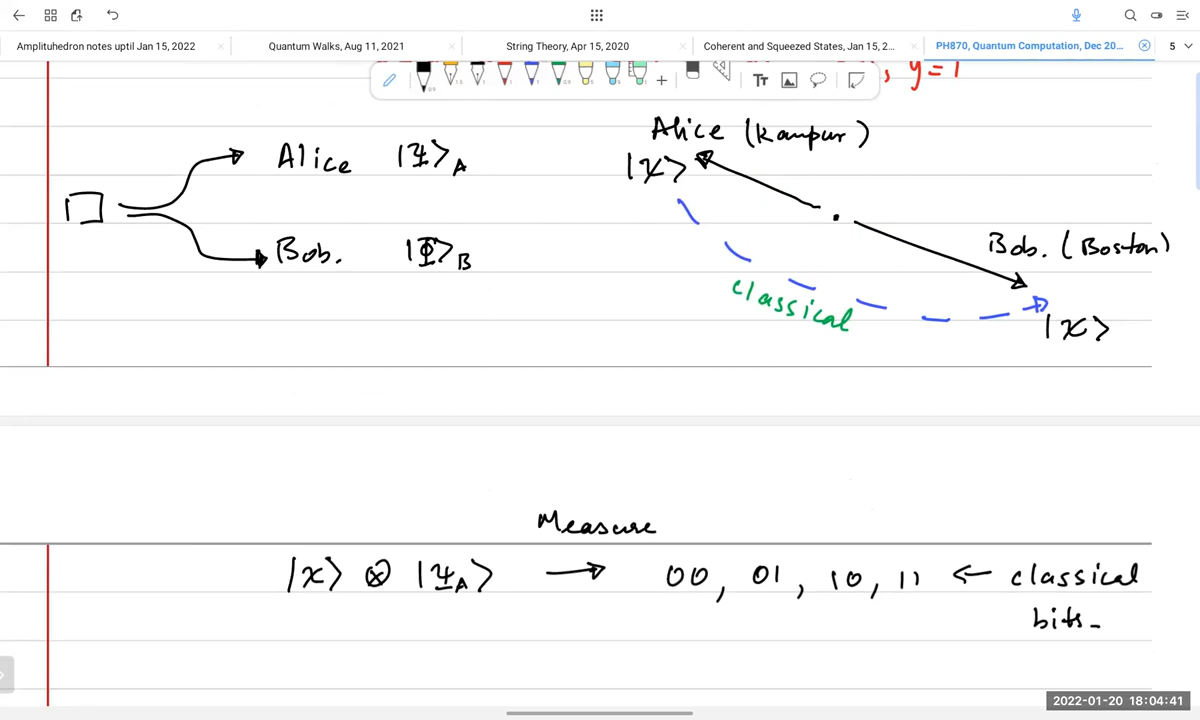 Amplituhedron notes uptil Jan 15, 2022
Quantum Walks, Aug 11, 2021
String Theory, Apr 15, 2020
Coherent and Squeezed States, Jan 15, 2...
PH870, Quantum Computation, Dec 20...
5
, y = 1
Tт
Alice |Ψ⟩A
Bob. |Φ⟩B
Alice (Kanpur)
|χ⟩
Bob. (Boston)
classical
|χ⟩
Measure
|χ⟩ ⊗ |ΨA⟩ → 00, 01, 10, 11 ← classical
bits.
2022-01-20 18:04:41